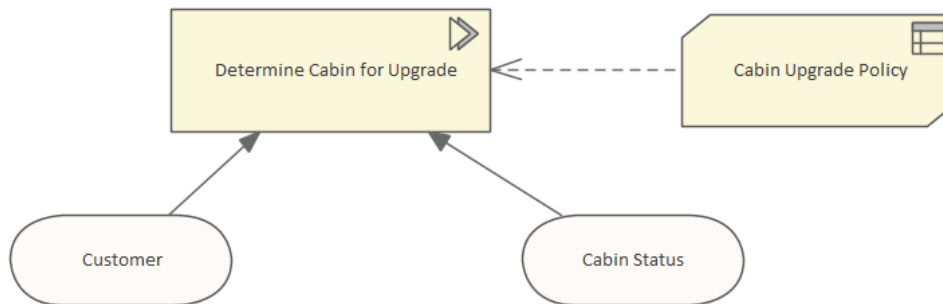 Determine Cabin for Upgrade
Cabin Upgrade Policy
Customer
Cabin Status